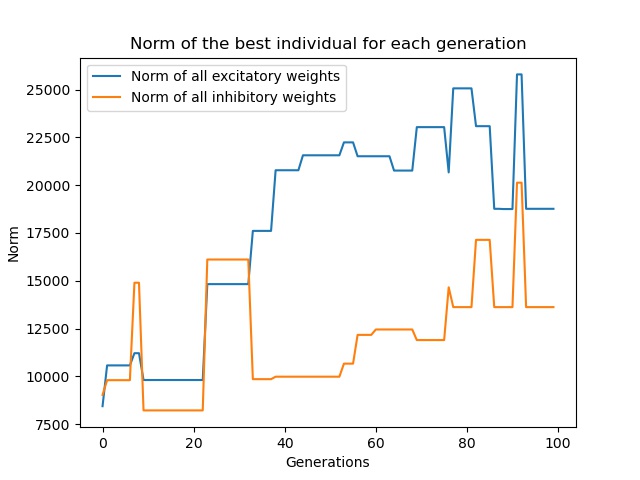 Norm of the best individual for each generation
Norm of all excitatory weights
Norm of all inhibitory weights
25000
22500
20000
17500
15000
12500
10000
7500
Norm
0 20 40 60 80 100
Generations